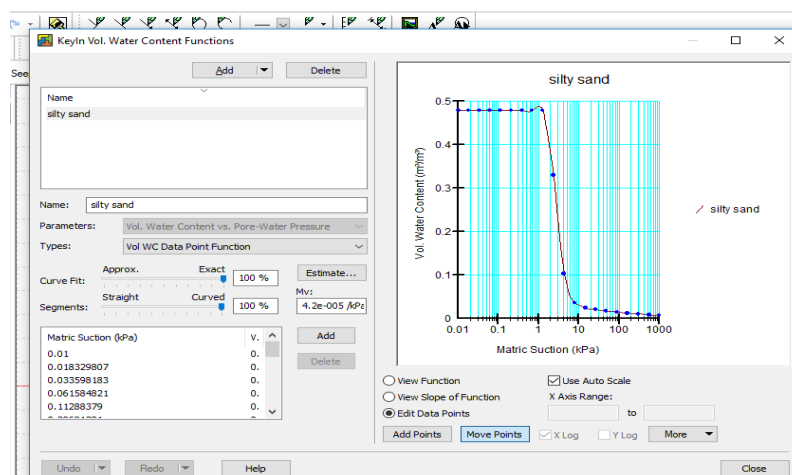 KeyIn Vol. Water Content Functions
See
Add
Delete
Name
silty sand
Name: silty sand
Parameters: Vol. Water Content vs. Pore-Water Pressure
Types: Vol WC Data Point Function
Approx. Exact
Curve Fit: 100 % Estimate...
Straight Curved
Segments: 100 %
Mv:
4.2e-005 /kPa
Matric Suction (kPa) V.
Add
Delete
0.01 0.
0.018329807 0.
0.033598183 0.
0.061584821 0.
0.11288379 0.
silty sand
Vol. Water Content (m³/m³)
0.5
0.4
0.3
0.2
0.1
0
0.01 0.1 1 10 100 1000
Matric Suction (kPa)
silty sand
View Function
View Slope of Function
Edit Data Points
Use Auto Scale
X Axis Range:
to
Add Points Move Points X Log Y Log More
Undo Redo Help Close